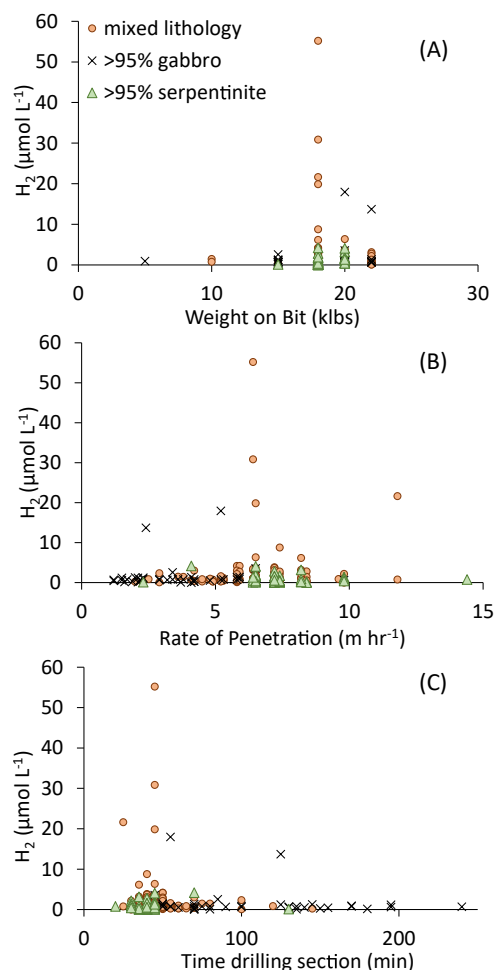 60
(A)
mixed lithology
50
>95% gabbro
40
>95% serpentinite
30
20
10
0
H₂ (µmol L⁻¹)
0 10 20 30
Weight on Bit (klbs)
60
(B)
50
40
30
20
10
0
H₂ (µmol L⁻¹)
0 5 10 15
Rate of Penetration (m hr⁻¹)
60
(C)
50
40
30
20
10
0
H₂ (µmol L⁻¹)
0 100 200
Time drilling section (min)